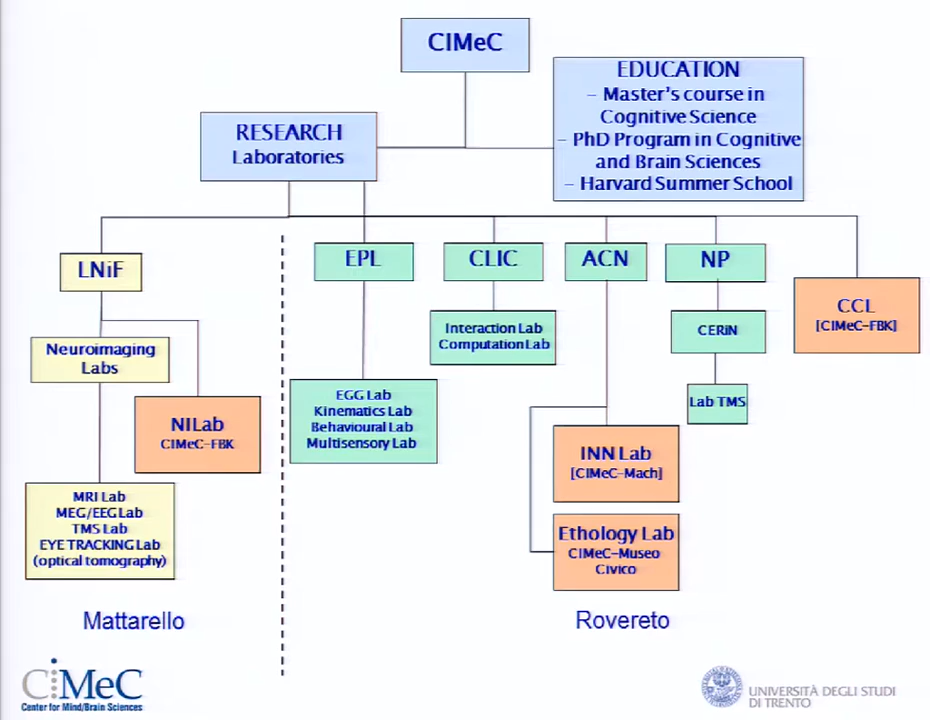 CIMeC
EDUCATION
– Master's course in
Cognitive Science
– PhD Program in Cognitive
and Brain Sciences
– Harvard Summer School
RESEARCH
Laboratories
LNiF
EPL
CLIC
ACN
NP
CCL
[CIMeC-FBK]
Neuroimaging
Labs
NILab
CIMeC-FBK
MRI Lab
MEG/EEG Lab
TMS Lab
EYE TRACKING Lab
(optical tomography)
EGG Lab
Kinematics Lab
Behavioural Lab
Multisensory Lab
Interaction Lab
Computation Lab
CERiN
Lab TMS
INN Lab
[CIMeC-Mach]
Ethology Lab
CIMeC-Museo
Civico
Mattarello
Rovereto
CiMeC
Center for Mind/Brain Sciences
UNIVERSITÀ DEGLI STUDI
DI TRENTO